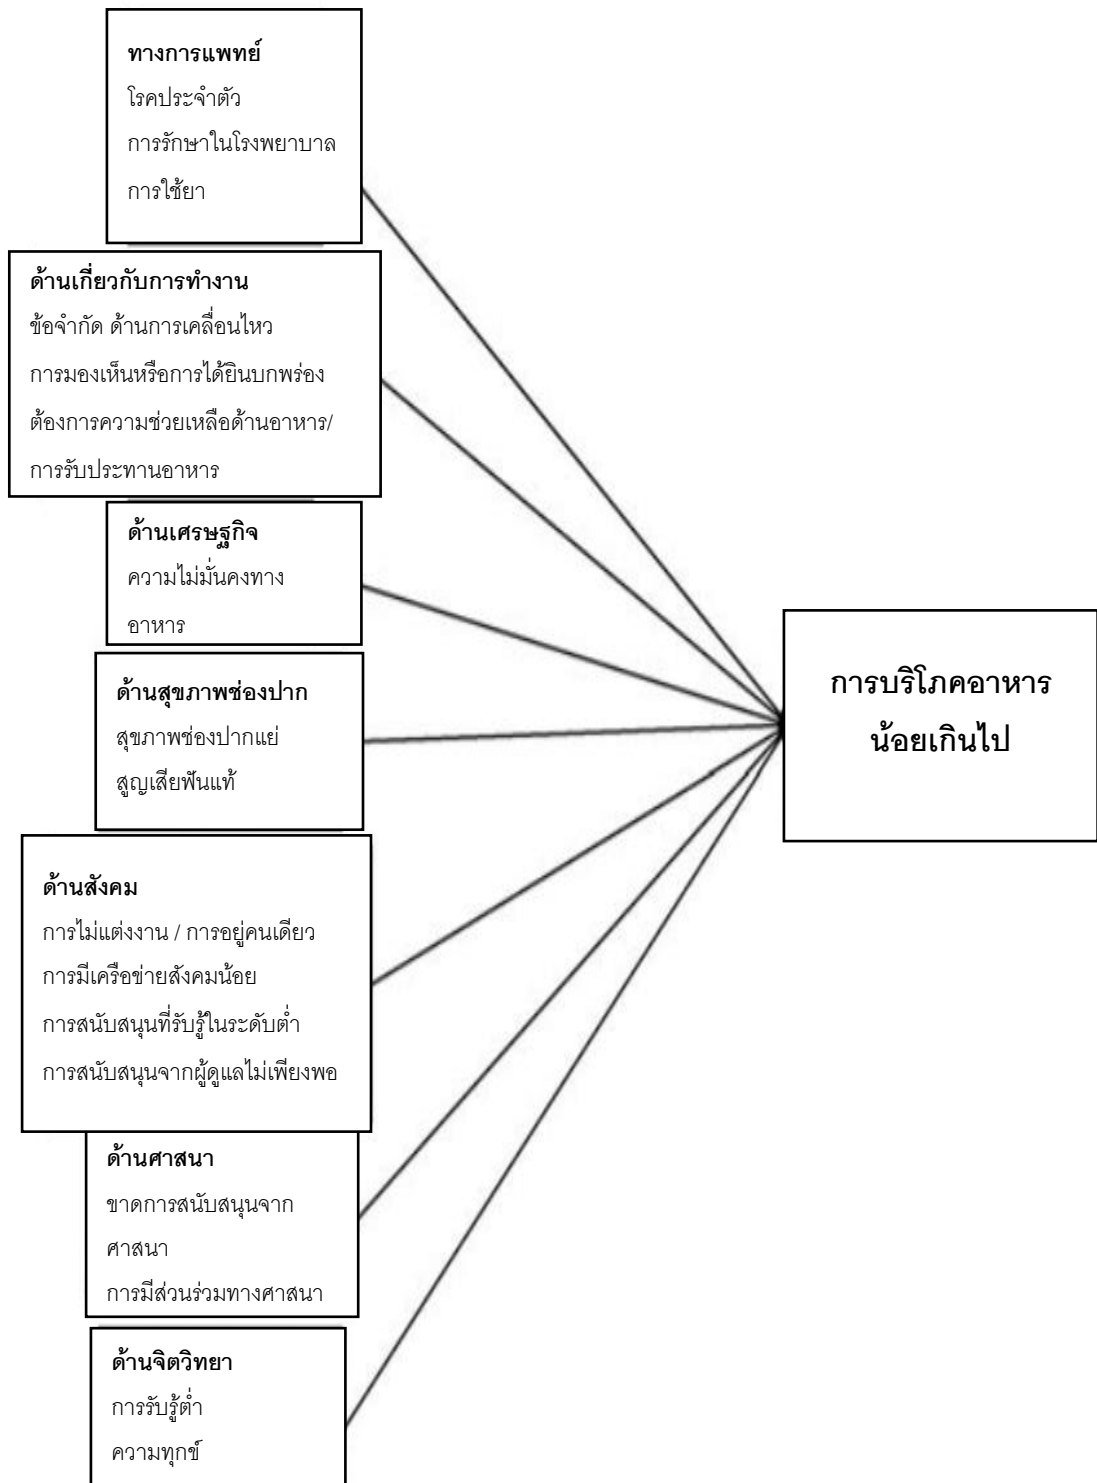 ทางการแพทย์
โรคประจำตัว
การรักษาในโรงพยาบาล
การใช้ยา
ด้านเกี่ยวกับการทำงาน
ข้อจำกัด ด้านการเคลื่อนไหว
การมองเห็นหรือการได้ยินบกพร่อง
ต้องการความช่วยเหลือด้านอาหาร/
การรับประทานอาหาร
ด้านเศรษฐกิจ
ความไม่มั่นคงทาง
อาหาร
ด้านสุขภาพช่องปาก
สุขภาพช่องปากแย่
สูญเสียฟันแท้
ด้านสังคม
การไม่แต่งงาน / การอยู่คนเดียว
การมีเครือข่ายสังคมน้อย
การสนับสนุนที่รับรู้ในระดับต่ำ
การสนับสนุนจากผู้ดูแลไม่เพียงพอ
ด้านศาสนา
ขาดการสนับสนุนจาก
ศาสนา
การมีส่วนร่วมทางศาสนา
ด้านจิตวิทยา
การรับรู้ต่ำ
ความทุกข์
การบริโภคอาหาร
น้อยเกินไป